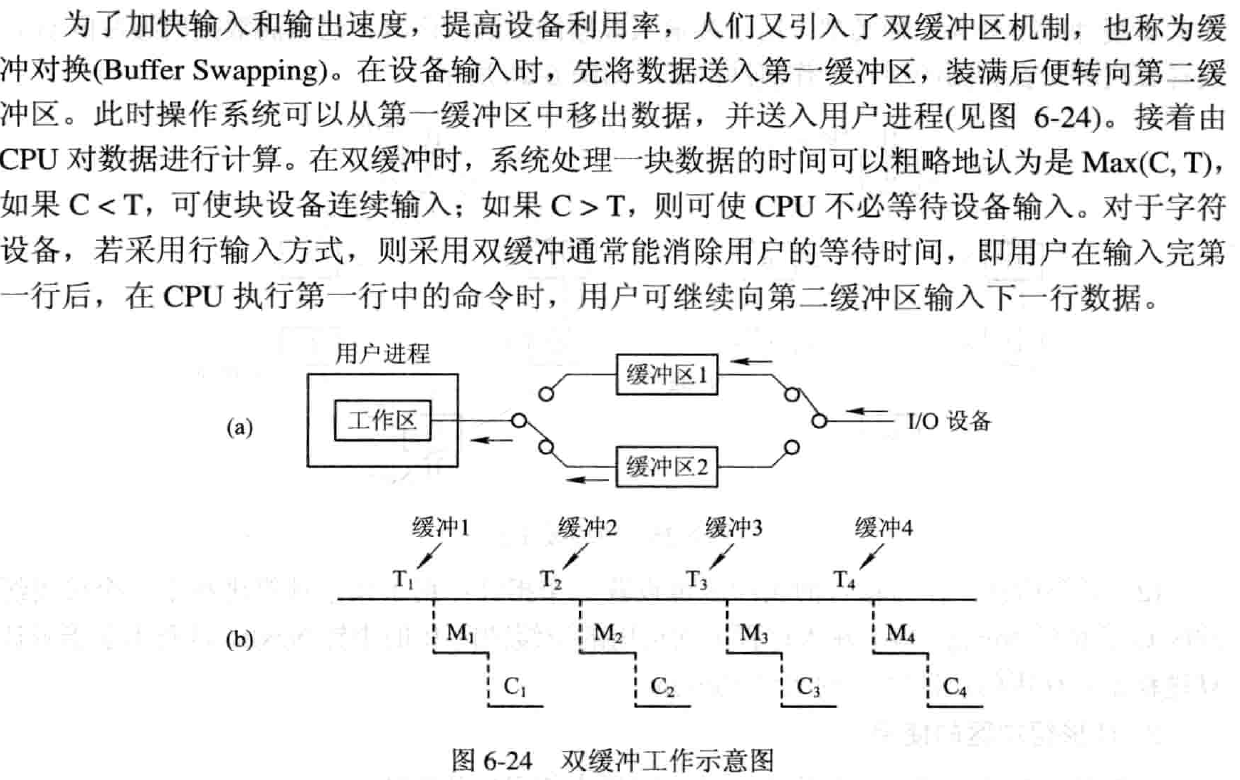 为了加快输入和输出速度，提高设备利用率，人们又引入了双缓冲区机制，也称为缓
冲对换(Buffer Swapping)。在设备输入时，先将数据送入第一缓冲区，装满后便转向第二缓
冲区。此时操作系统可以从第一缓冲区中移出数据，并送入用户进程(见图 6-24)。接着由
CPU 对数据进行计算。在双缓冲时，系统处理一块数据的时间可以粗略地认为是 Max(C, T)，
如果 C < T，可使块设备连续输入；如果 C > T，则可使 CPU 不必等待设备输入。对于字符
设备，若采用行输入方式，则采用双缓冲通常能消除用户的等待时间，即用户在输入完第
一行后，在 CPU 执行第一行中的命令时，用户可继续向第二缓冲区输入下一行数据。
用户进程
缓冲区1
(a)
工作区
I/O 设备
缓冲区2
缓冲1 缓冲2 缓冲3 缓冲4
T₁ T₂ T₃ T₄
(b)
M₁ M₂ M₃ M₄
C₁ C₂ C₃ C₄
图 6-24 双缓冲工作示意图